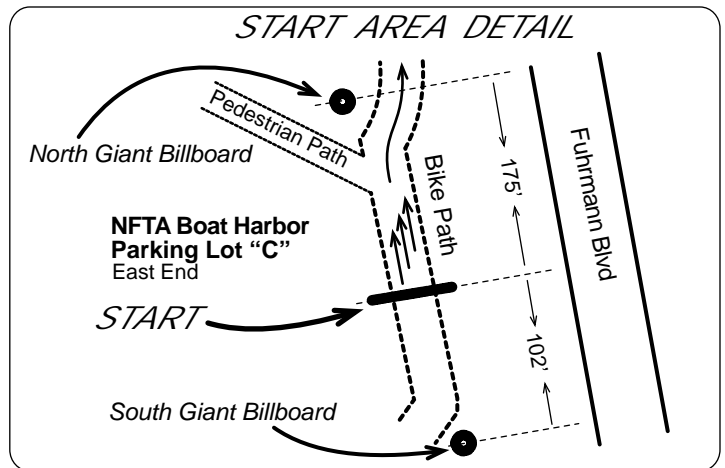 START AREA DETAIL
Pedestrian Path
North Giant Billboard
Bike Path
175'
Fuhrmann Blvd
NFTA Boat Harbor
Parking Lot “C”
East End
START
102'
South Giant Billboard